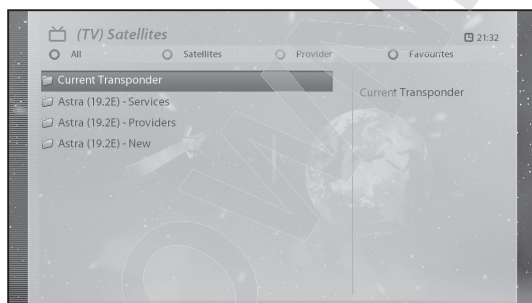 (TV) Satellites
21:32
All Satellites Provider Favourites
Current Transponder
Current Transponder
Astra (19.2E) - Services
Astra (19.2E) - Providers
Astra (19.2E) - New